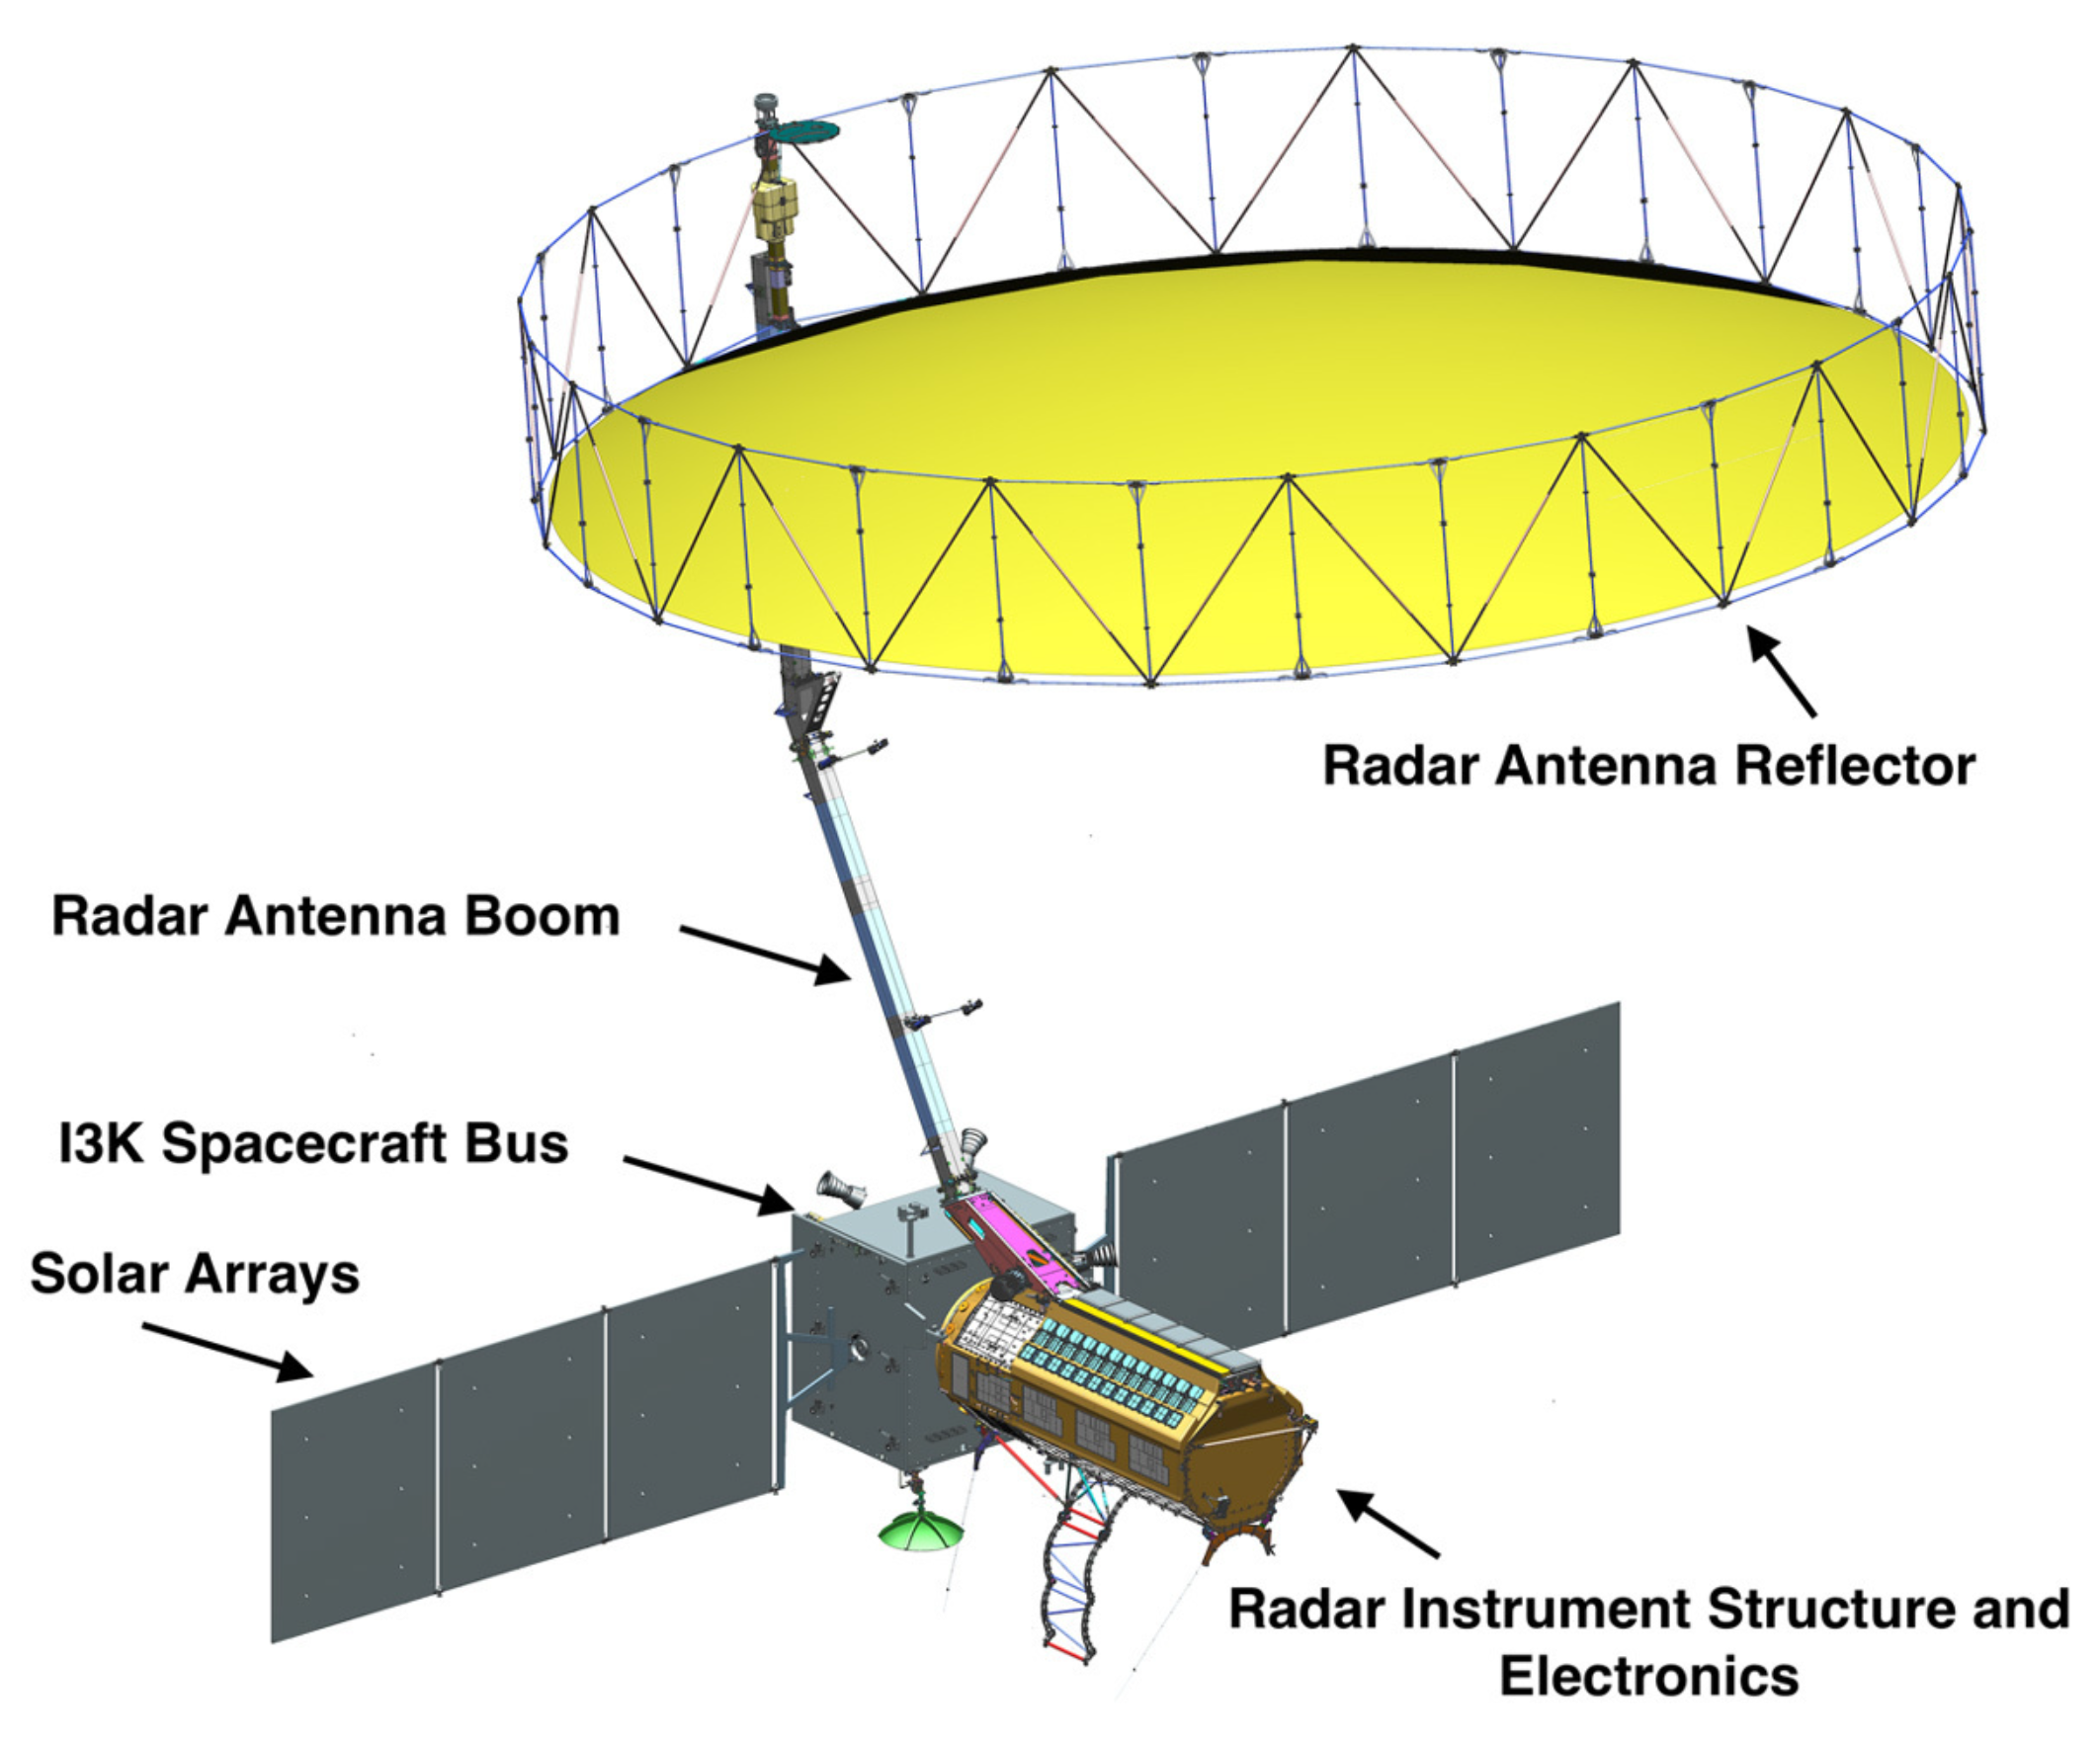 Radar Antenna Reflector
Radar Antenna Boom
I3K Spacecraft Bus
Solar Arrays
Radar Instrument Structure and
Electronics